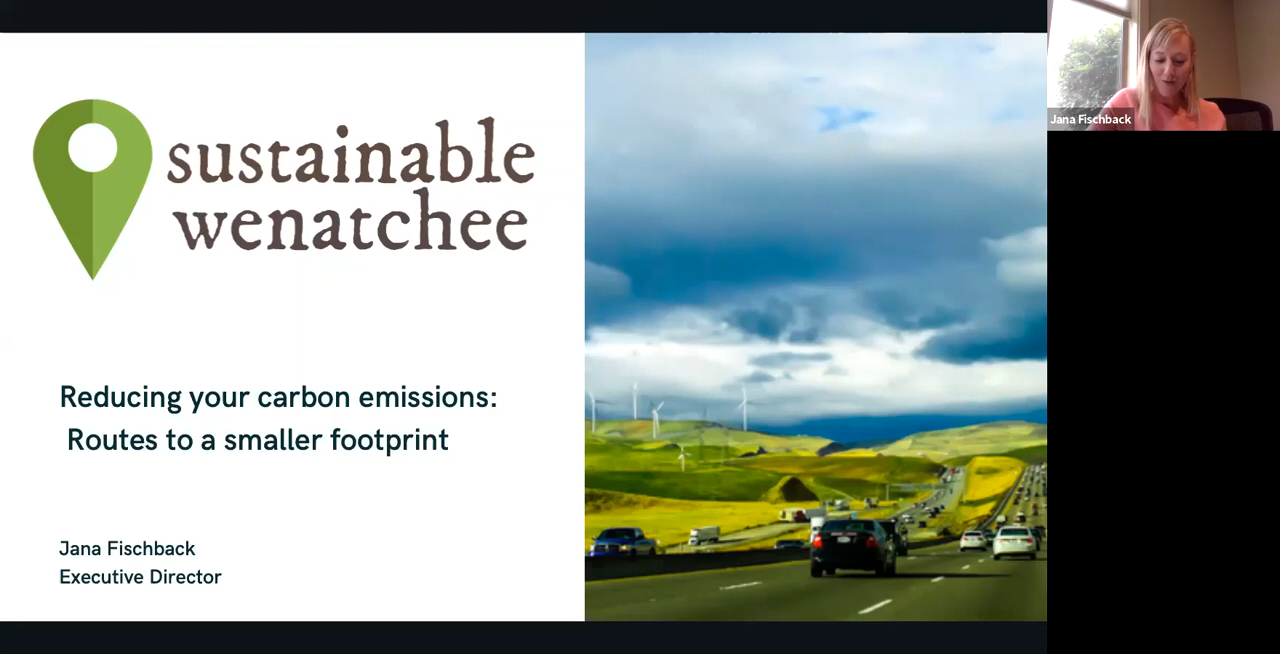 sustainable
wenatchee
Reducing your carbon emissions:
Routes to a smaller footprint
Jana Fischback
Executive Director
Jana Fischback